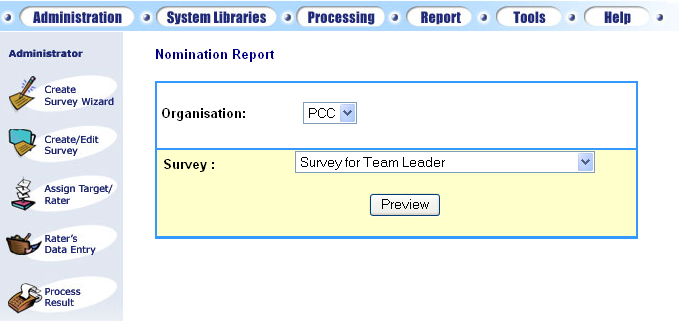 Administration System Libraries Processing Report Tools Help
Administrator
Create
Survey Wizard
Create/Edit
Survey
Assign Target/
Rater
Rater's
Data Entry
Process
Result
Nomination Report
Organisation: PCC
Survey : Survey for Team Leader
Preview